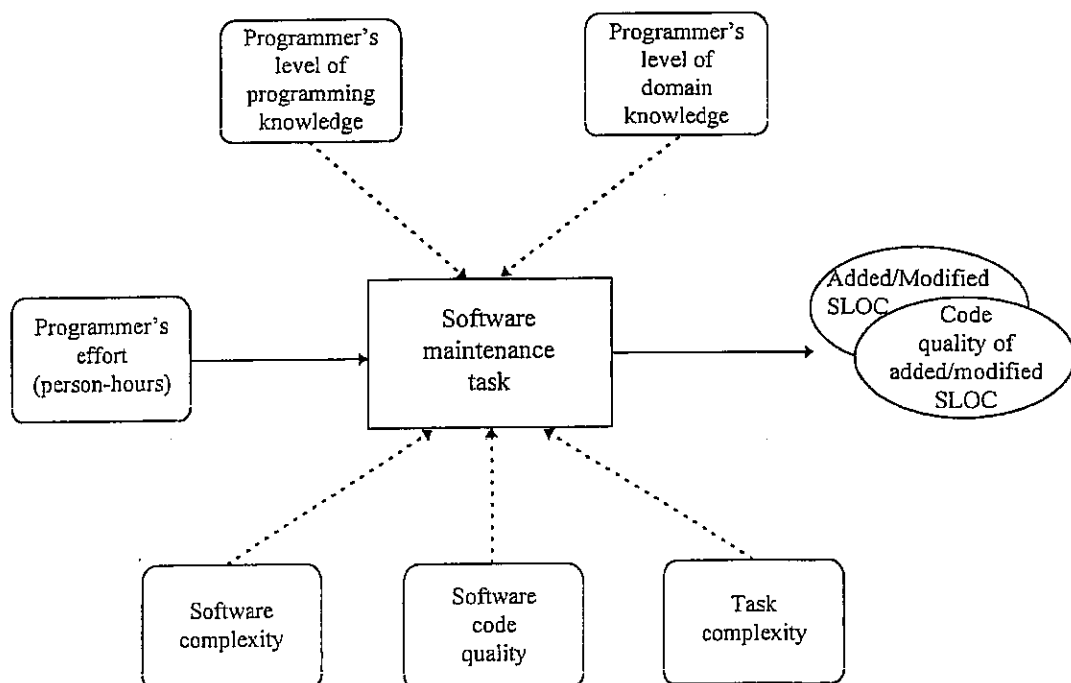 Programmer's
level of
programming
knowledge
Programmer's
level of
domain
knowledge
Programmer's
effort
(person-hours)
Software
maintenance
task
Added/Modified
SLOC
Code
quality of
added/modified
SLOC
Software
complexity
Software
code
quality
Task
complexity